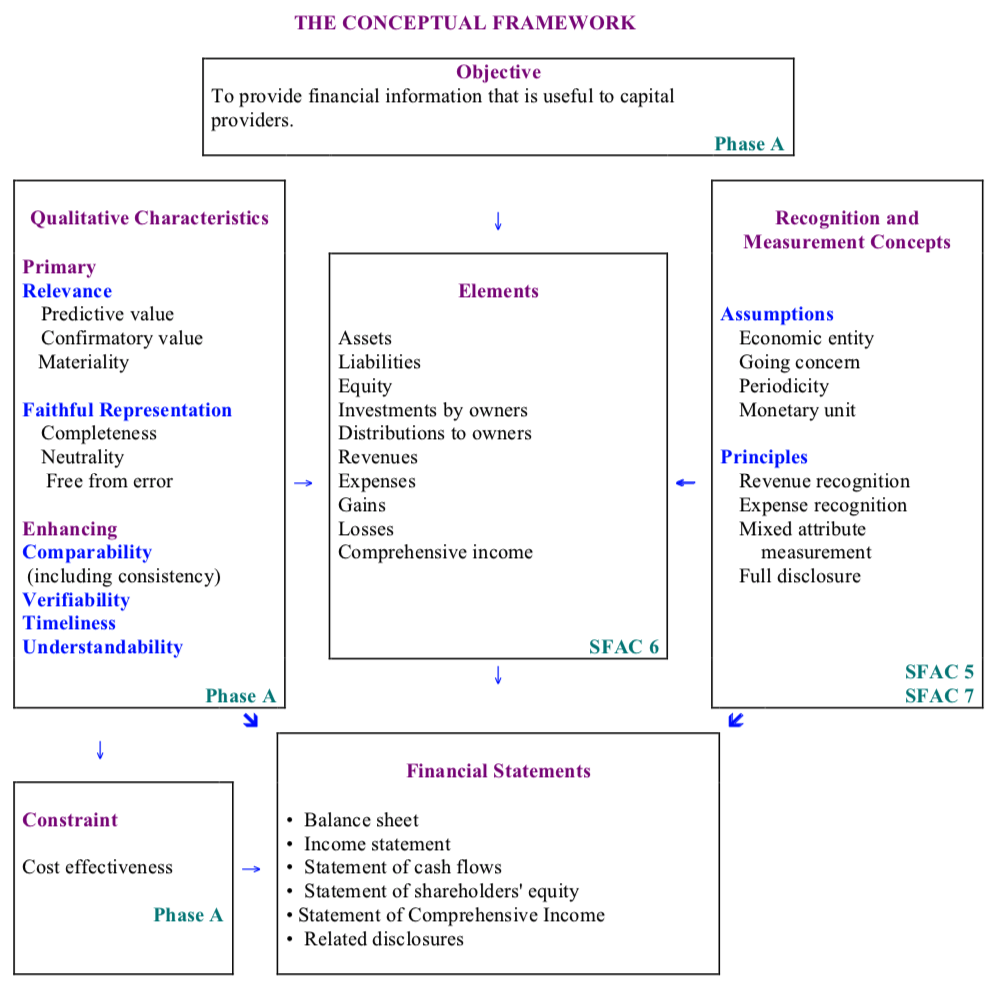 THE CONCEPTUAL FRAMEWORK
Objective
To provide financial information that is useful to capital
providers.
Phase A
Qualitative Characteristics
Primary
Relevance
Predictive value
Confirmatory value
Materiality
Faithful Representation
Completeness
Neutrality
Free from error
Enhancing
Comparability
(including consistency)
Verifiability
Timeliness
Understandability
Phase A
Elements
Assets
Liabilities
Equity
Investments by owners
Distributions to owners
Revenues
Expenses
Gains
Losses
Comprehensive income
SFAC 6
Recognition and
Measurement Concepts
Assumptions
Economic entity
Going concern
Periodicity
Monetary unit
Principles
Revenue recognition
Expense recognition
Mixed attribute
measurement
Full disclosure
SFAC 5
SFAC 7
Constraint
Cost effectiveness
Phase A
Financial Statements
• Balance sheet
• Income statement
• Statement of cash flows
• Statement of shareholders' equity
• Statement of Comprehensive Income
• Related disclosures